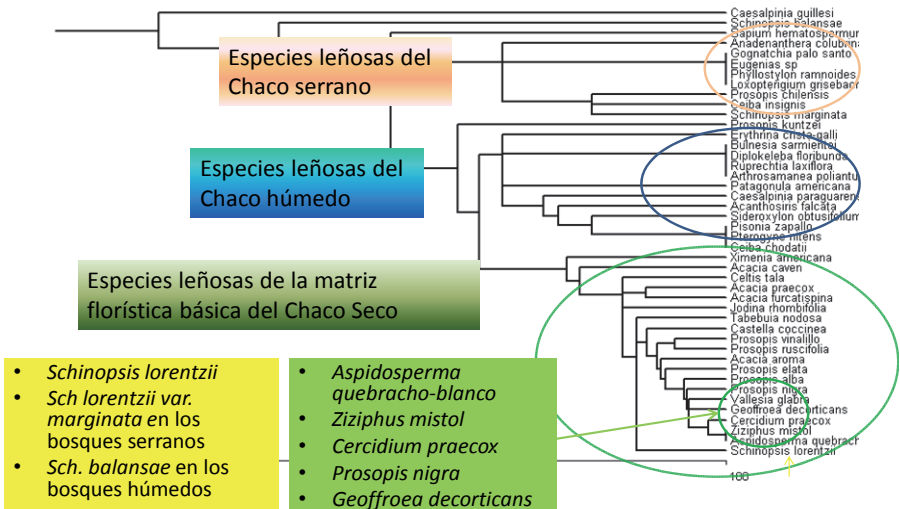 Caesalpinia guillesi
Schinopsis balansae
Sapium hematospermur
Anadenanthera colubrina
Gognatchia palo santo
Eugenias sp
Phyllostylon ramnoides
Loxopterigium grisebach
Prosopis chilensis
Ceiba insignis
Schinopsis marginata
Prosopis kuntzei
Erythrina crista-galli
Bulnesia sarmientoi
Diplokeleba floribunda
Ruprechtia laxiflora
Arthrosamanea poliantu
Patagonula americana
Caesalpinia paraguarens
Acanthosiris falcata
Sideroxylon obtusifolium
Pisonia zapallo
Pterogyne nitens
Ceiba chodatii
Ximenia americana
Acacia caven
Celtis tala
Acacia praecox
Acacia furcatispina
Jodina rhombifolia
Tabebuia nodosa
Castella coccinea
Prosopis vinalillo
Prosopis ruscifolia
Acacia aroma
Prosopis elata
Prosopis alba
Prosopis nigra
Vallesia glabra
Geoffroea decorticans
Cercidium praecox
Ziziphus mistol
Aspidosperma quebrach
Schinopsis lorentzii
100
Especies leñosas del
Chaco serrano
Especies leñosas del
Chaco húmedo
Especies leñosas de la matriz
florística básica del Chaco Seco
• Schinopsis lorentzii
• Sch lorentzii var.
marginata en los
bosques serranos
• Sch. balansae en los
bosques húmedos
• Aspidosperma
quebracho-blanco
• Ziziphus mistol
• Cercidium praecox
• Prosopis nigra
• Geoffroea decorticans